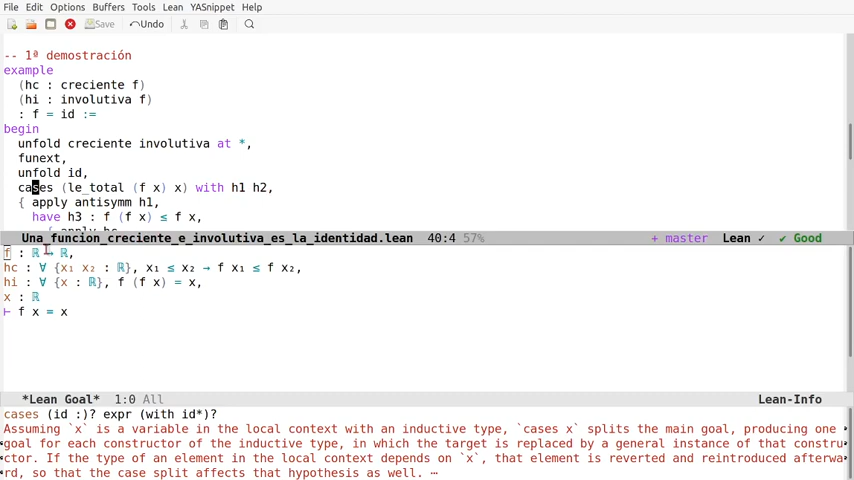 File Edit Options Buffers Tools Lean YASnippet Help
Save Undo
-- 1ª demostración
example
(hc : creciente f)
(hi : involutiva f)
: f = id :=
begin
unfold creciente involutiva at *,
funext,
unfold id,
cases (le_total (f x) x) with h1 h2,
{ apply antisymm h1,
have h3 : f (f x) ≤ f x,
{ apply hc,
Una_funcion_creciente_e_involutiva_es_la_identidad.lean 40:4 57% + master Lean ✓ ✔ Good
f : ℝ → ℝ,
hc : ∀ {x₁ x₂ : ℝ}, x₁ ≤ x₂ → f x₁ ≤ f x₂,
hi : ∀ {x : ℝ}, f (f x) = x,
x : ℝ
⊢ f x = x
*Lean Goal* 1:0 All Lean-Info
cases (id :)? expr (with id*)?
Assuming `x` is a variable in the local context with an inductive type, `cases x` splits the main goal, producing one
goal for each constructor of the inductive type, in which the target is replaced by a general instance of that constru
ctor. If the type of an element in the local context depends on `x`, that element is reverted and reintroduced afterwa
rd, so that the case split affects that hypothesis as well. ⋯